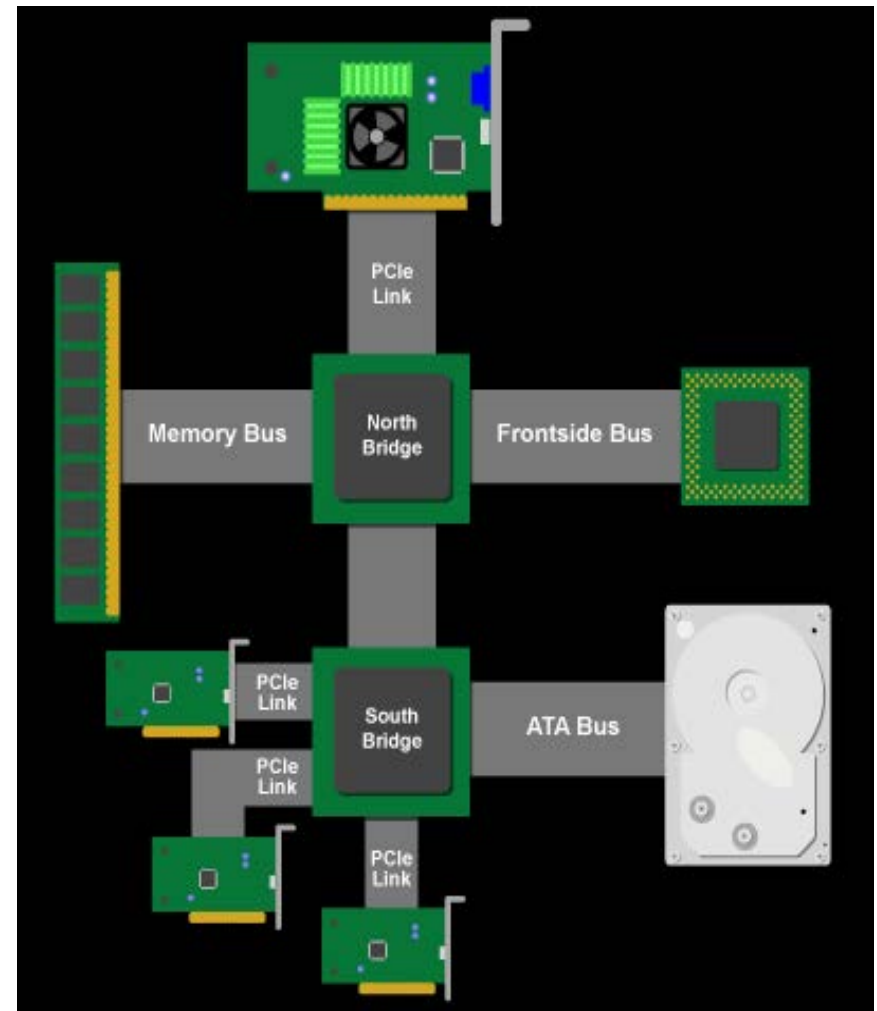 PCIe
Link
Memory Bus
North
Bridge
Frontside Bus
PCIe
Link
South
Bridge
ATA Bus
PCIe
Link
PCIe
Link